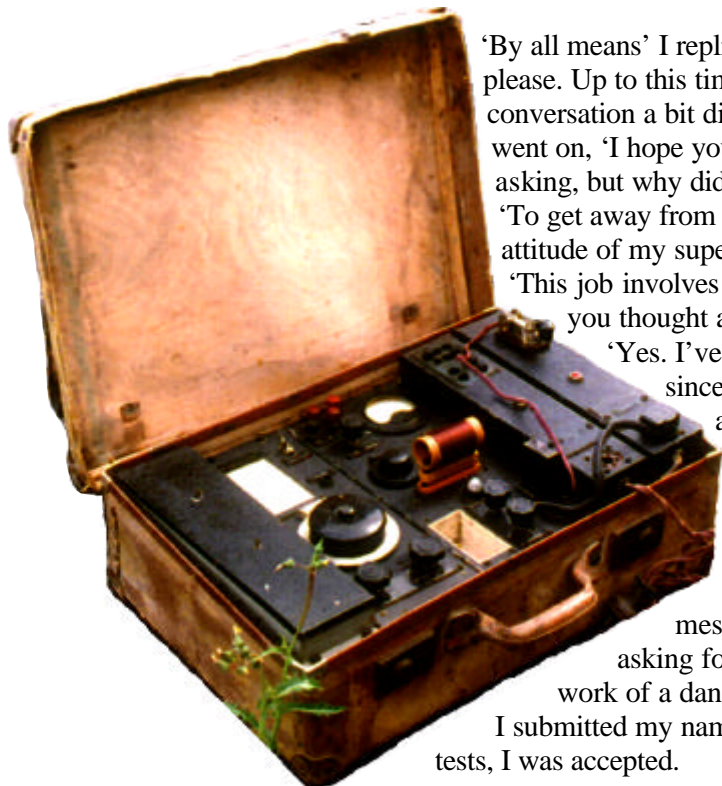 ‘By all means’ I repl
please. Up to this tim
conversation a bit di
went on, ‘I hope you
asking, but why did
‘To get away from
attitude of my supe
‘This job involves
you thought a
‘Yes. I’ve
since
a
mes
asking fo
work of a dan
I submitted my nam
tests, I was accepted.